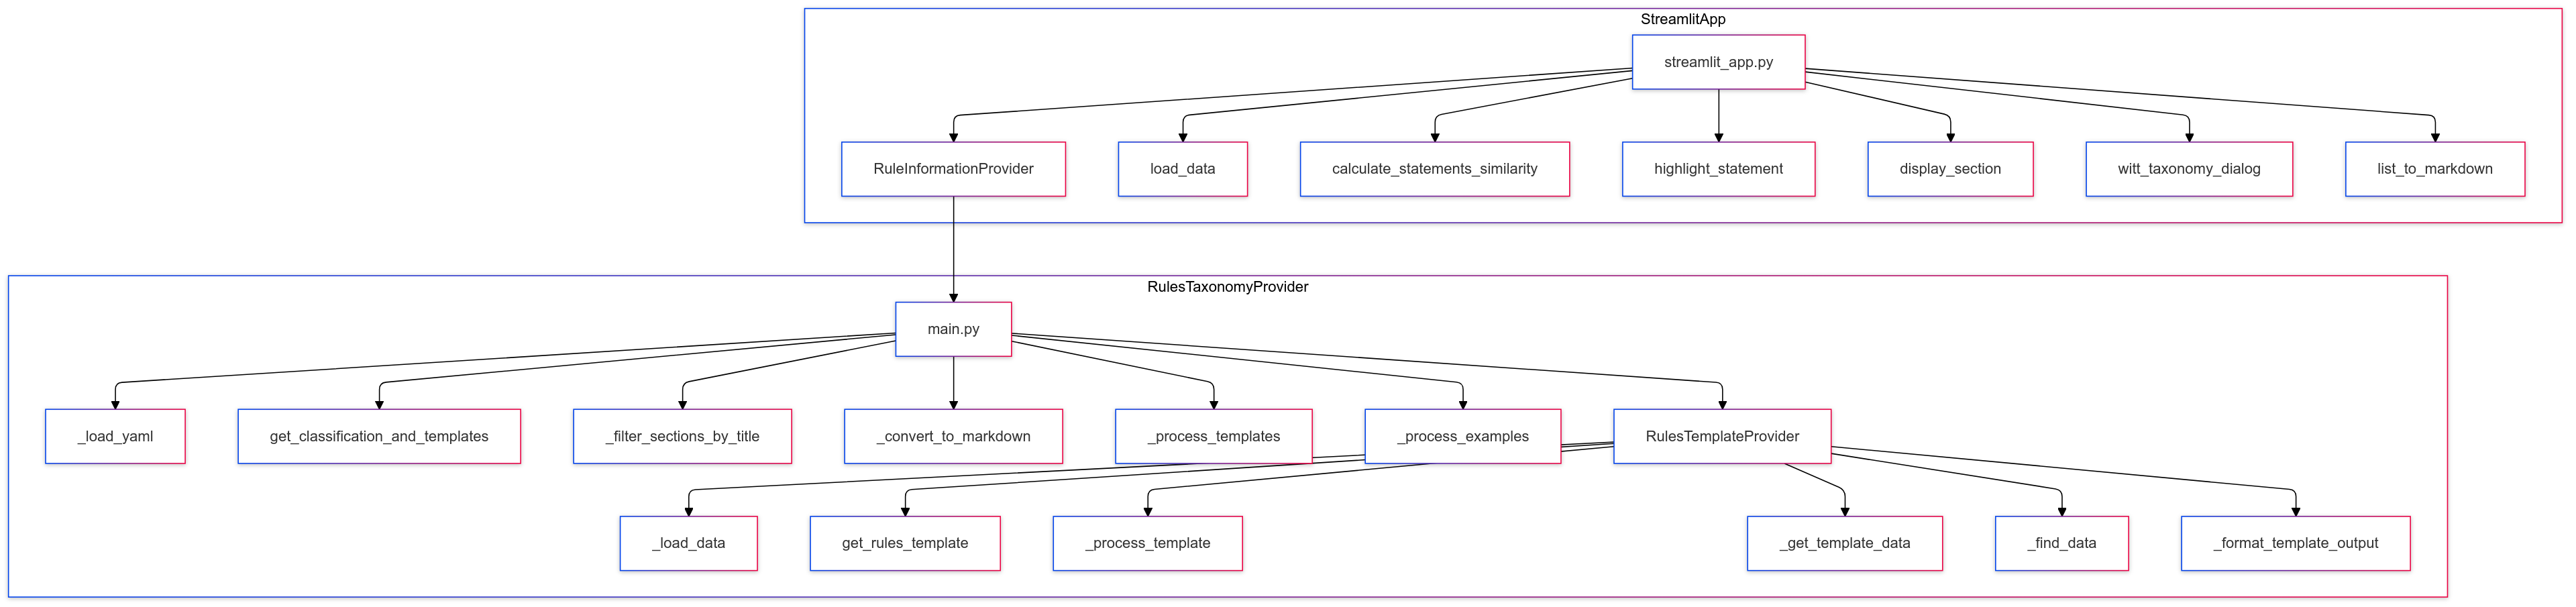 StreamlitApp
streamlit_app.py
RuleInformationProvider
load_data
calculate_statements_similarity
highlight_statement
display_section
witt_taxonomy_dialog
list_to_markdown
RulesTaxonomyProvider
main.py
_load_yaml
get_classification_and_templates
_filter_sections_by_title
_convert_to_markdown
_process_templates
_process_examples
RulesTemplateProvider
_load_data
get_rules_template
_process_template
_get_template_data
_find_data
_format_template_output